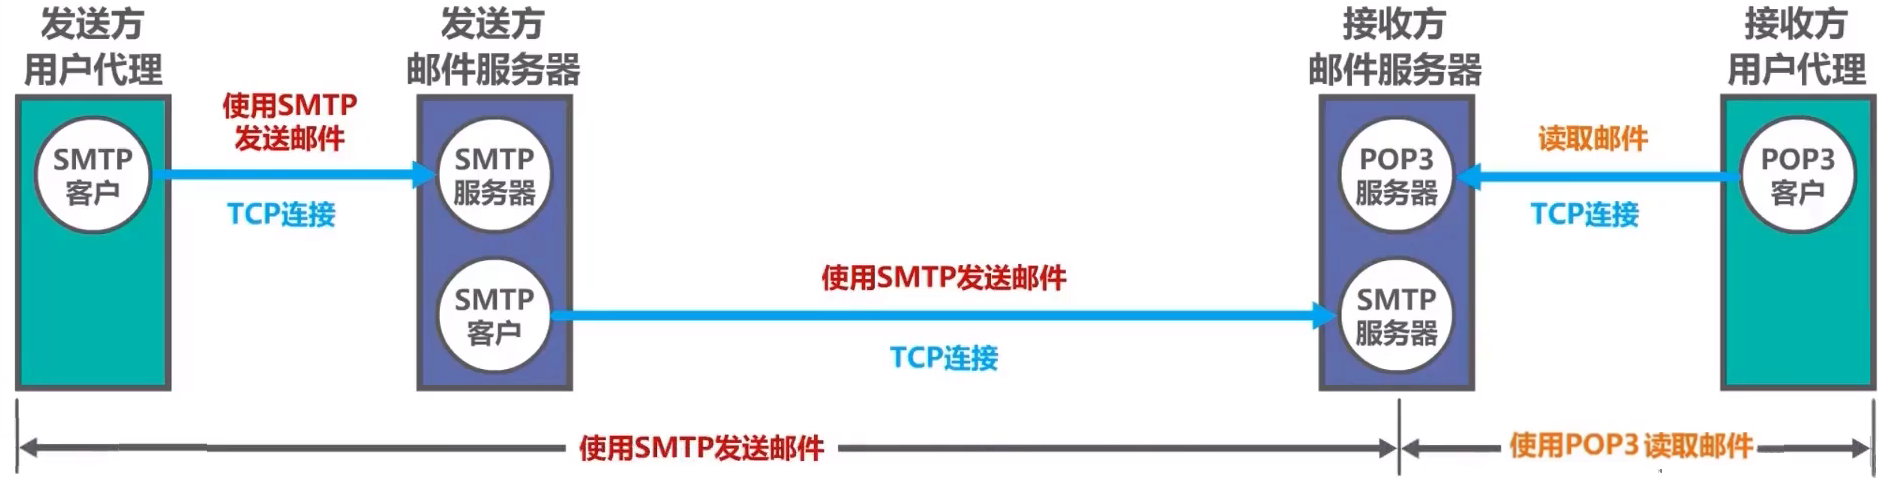 发送方
用户代理
发送方
邮件服务器
接收方
邮件服务器
接收方
用户代理
使用SMTP
发送邮件
读取邮件
SMTP
客户
SMTP
服务器
POP3
服务器
POP3
客户
TCP连接
TCP连接
使用SMTP发送邮件
SMTP
客户
SMTP
服务器
TCP连接
使用SMTP发送邮件
使用POP3读取邮件